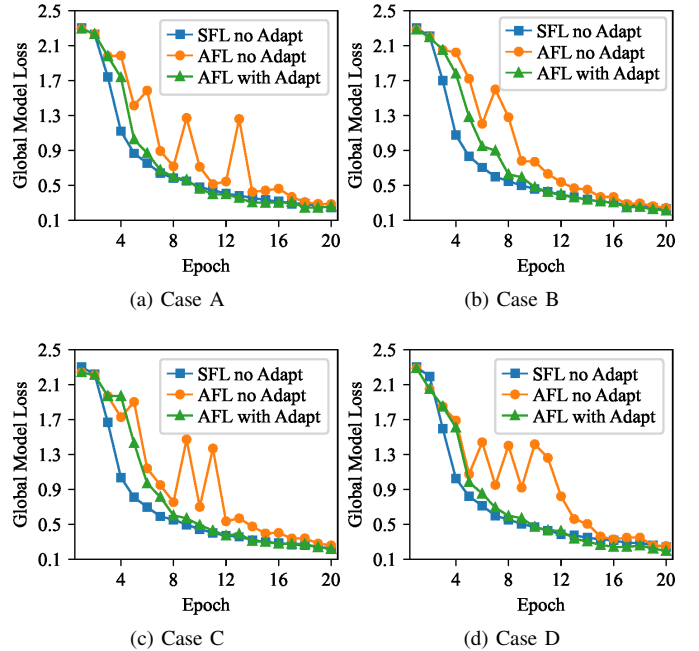 2.5
2.1
1.7
1.3
0.9
0.5
0.1
Global Model Loss
SFL no Adapt
AFL no Adapt
AFL with Adapt
4 8 12 16 20
Epoch
(a) Case A
2.5
2.1
1.7
1.3
0.9
0.5
0.1
Global Model Loss
SFL no Adapt
AFL no Adapt
AFL with Adapt
4 8 12 16 20
Epoch
(b) Case B
2.5
2.1
1.7
1.3
0.9
0.5
0.1
Global Model Loss
SFL no Adapt
AFL no Adapt
AFL with Adapt
4 8 12 16 20
Epoch
(c) Case C
2.5
2.1
1.7
1.3
0.9
0.5
0.1
Global Model Loss
SFL no Adapt
AFL no Adapt
AFL with Adapt
4 8 12 16 20
Epoch
(d) Case D